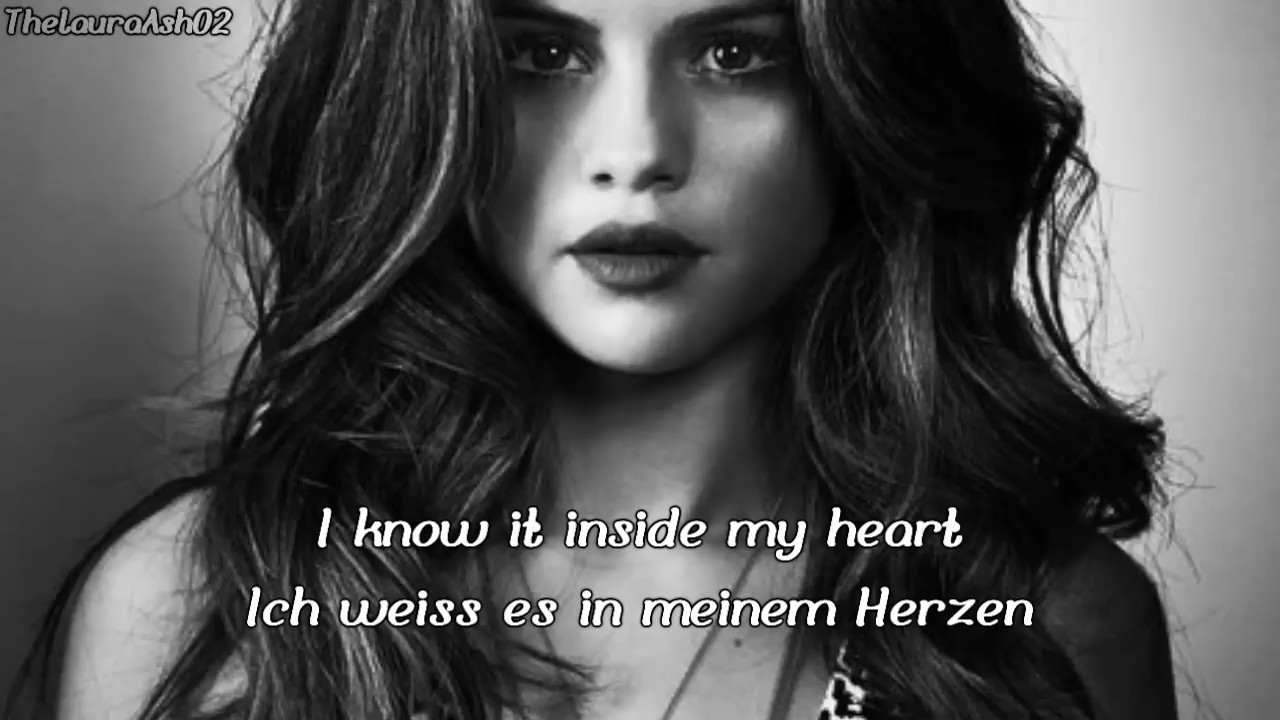 TheLauraAsh02
I know it inside my heart
Ich weiss es in meinem Herzen